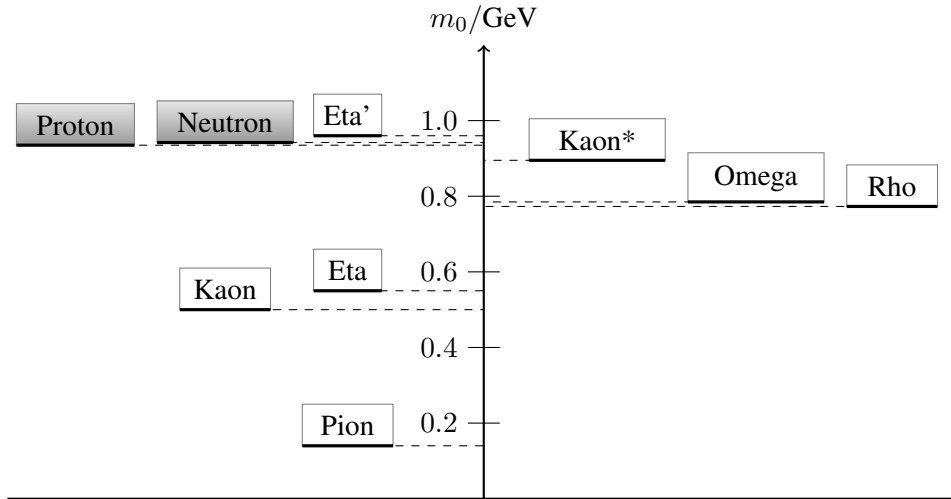 m₀/GeV
Proton
Neutron
Eta’
1.0
Kaon*
Omega
Rho
0.8
0.6
Eta
Kaon
0.4
0.2
Pion